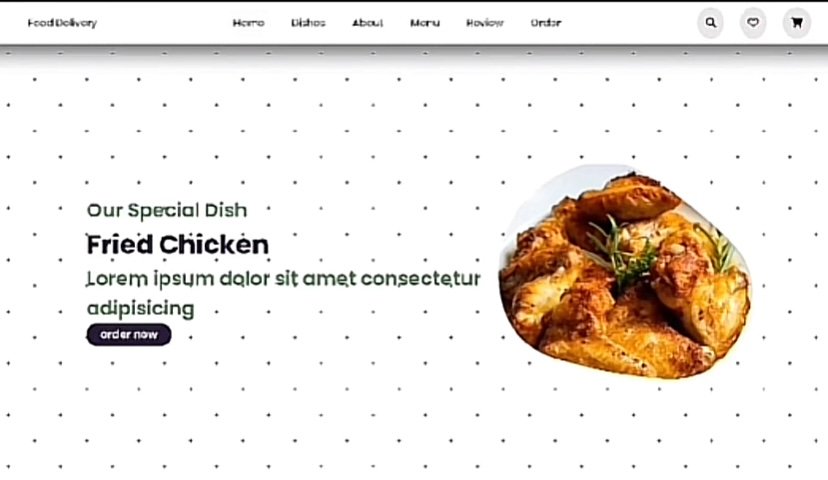 Food Delivery
Home Dishes About Menu Review Order
Our Special Dish
Fried Chicken
Lorem ipsum dolor sit amet consectetur
adipisicing
order now